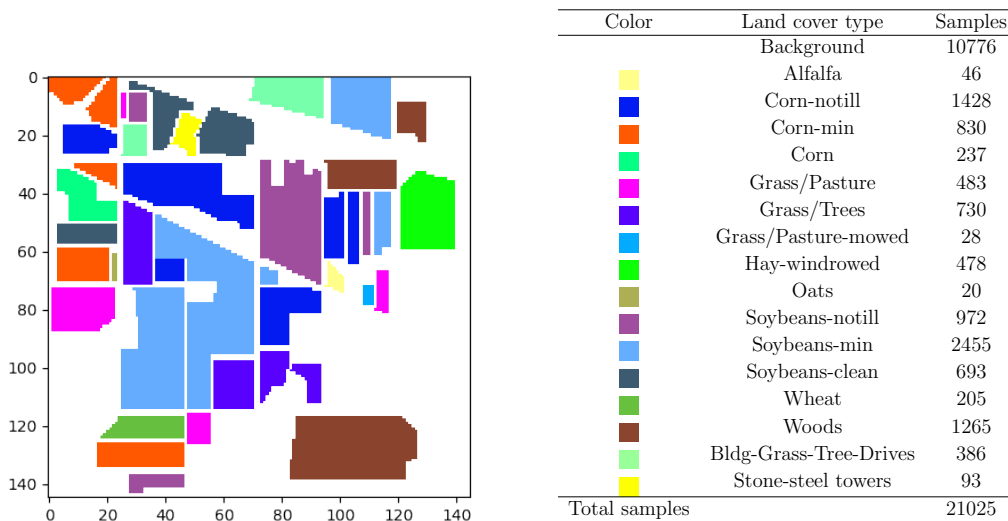 0
20
40
60
80
100
120
140
0 20 40 60 80 100 120 140
Color Land cover type Samples
Background 10776
Alfalfa 46
Corn-notill 1428
Corn-min 830
Corn 237
Grass/Pasture 483
Grass/Trees 730
Grass/Pasture-mowed 28
Hay-windrowed 478
Oats 20
Soybeans-notill 972
Soybeans-min 2455
Soybeans-clean 693
Wheat 205
Woods 1265
Bldg-Grass-Tree-Drives 386
Stone-steel towers 93
Total samples 21025